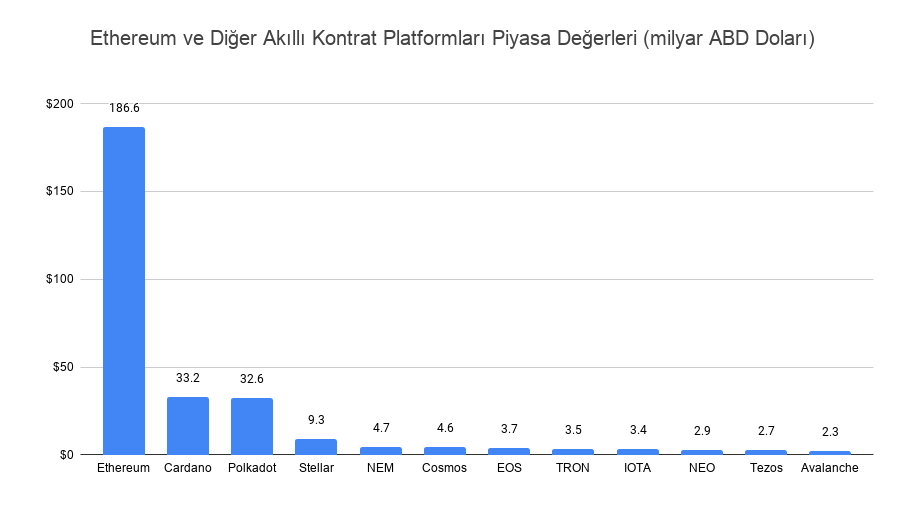 Ethereum ve Diğer Akıllı Kontrat Platformları Piyasa Değerleri (milyar ABD Doları)
$200
$150
$100
$50
$0
186.6
33.2
32.6
9.3
4.7
4.6
3.7
3.5
3.4
2.9
2.7
2.3
Ethereum
Cardano
Polkadot
Stellar
NEM
Cosmos
EOS
TRON
IOTA
NEO
Tezos
Avalanche